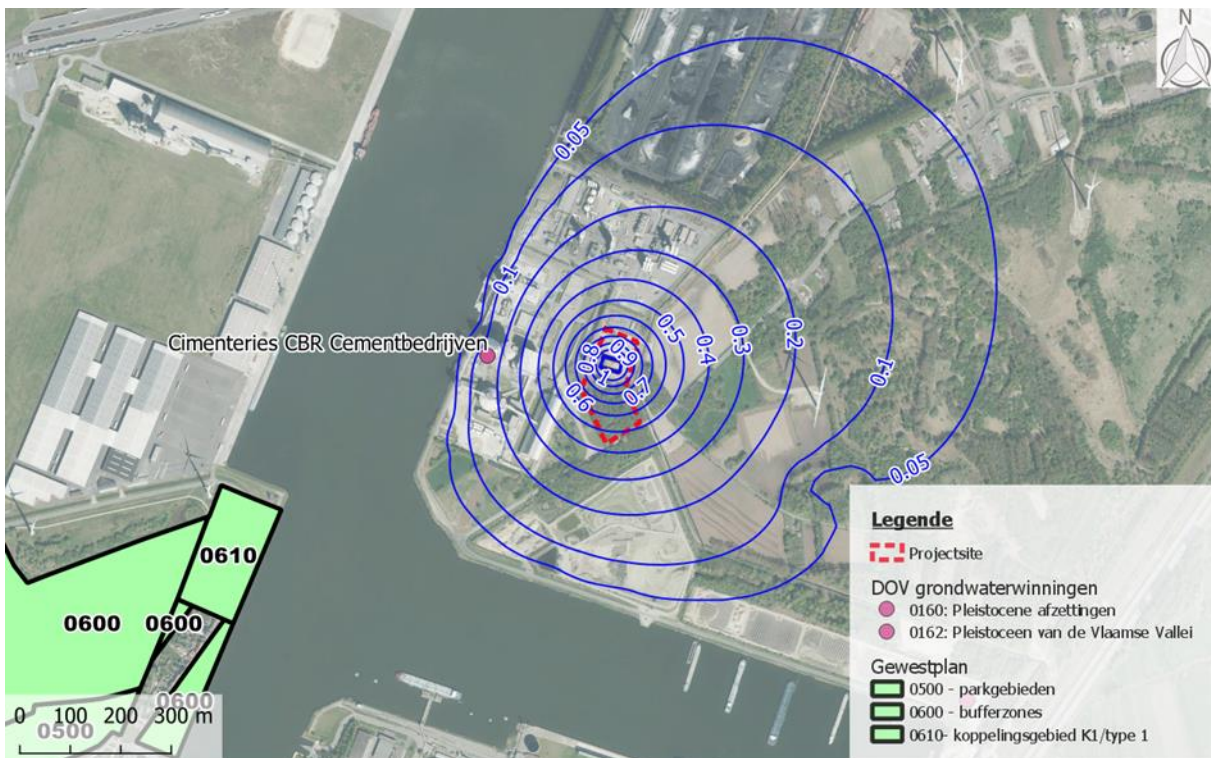 N
0.05
0.1
0.5
0.4
0.3
0.2
0.1
0.8
0.9
1
0.7
0.6
0.05
Cimenteries CBR Cementbedrijven
0610
0600
0600
0600
0500
0 100 200 300 m
Legende
Projectsite
DOV grondwaterwinningen
0160: Pleistocene afzettingen
0162: Pleistoceen van de Vlaamse Vallei
Gewestplan
0500 - parkgebieden
0600 - bufferzones
0610- koppelingsgebied K1/type 1